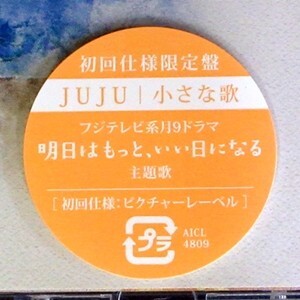 初回仕様限定盤
JUJU | 小さな歌
フジテレビ系月9ドラマ
明日はもっと、いい日になる
主題歌
[ 初回仕様:ピクチャーレーベル ]
プラ
AICL
4809